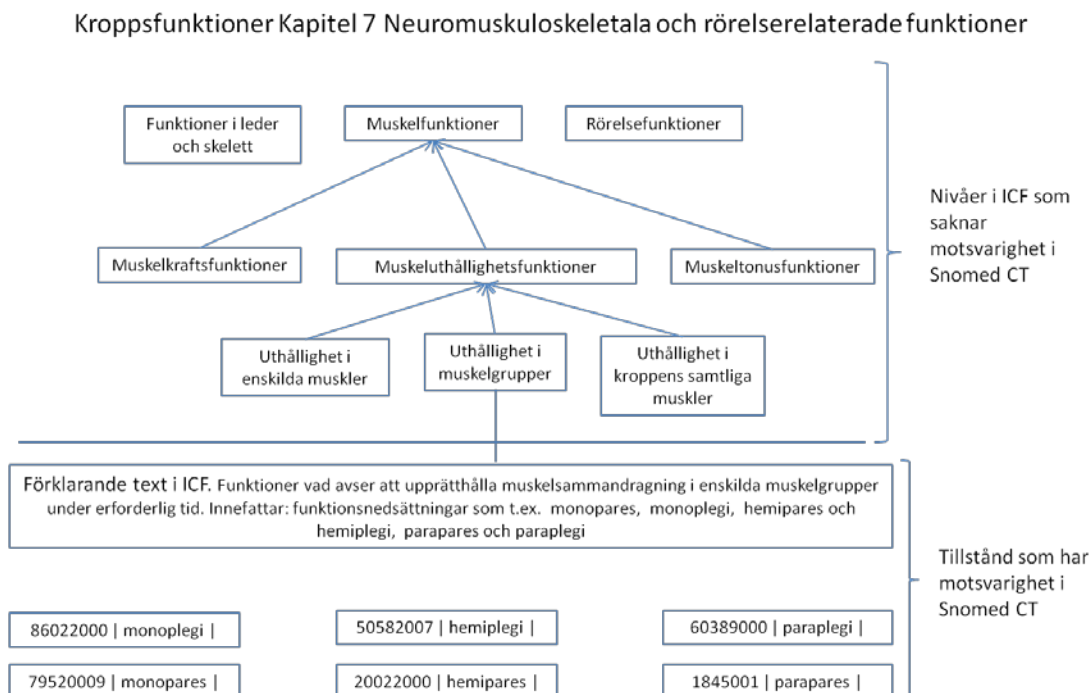 Kroppsfunktioner Kapitel 7 Neuromuskuloskeletala och rörelserelaterade funktioner
Funktioner i leder
och skelett
Muskelfunktioner
Rörelsefunktioner
Nivåer i ICF som
saknar
motsvarighet i
Snomed CT
Muskelkraftsfunktioner
Muskeluthållighetsfunktioner
Muskeltonusfunktioner
Uthållighet i
enskilda muskler
Uthållighet i
muskelgrupper
Uthållighet i
kroppens samtliga
muskler
Förklarande text i ICF. Funktioner vad avser att upprätthålla muskelsammandragning i enskilda muskelgrupper
under erforderlig tid. Innefattar: funktionsnedsättningar som t.ex. monopares, monoplegi, hemipares och
hemiplegi, parapares och paraplegi
Tillstånd som har
motsvarighet i
Snomed CT
86022000 | monoplegi |
50582007 | hemiplegi |
60389000 | paraplegi |
79520009 | monopares |
20022000 | hemipares |
1845001 | parapares |